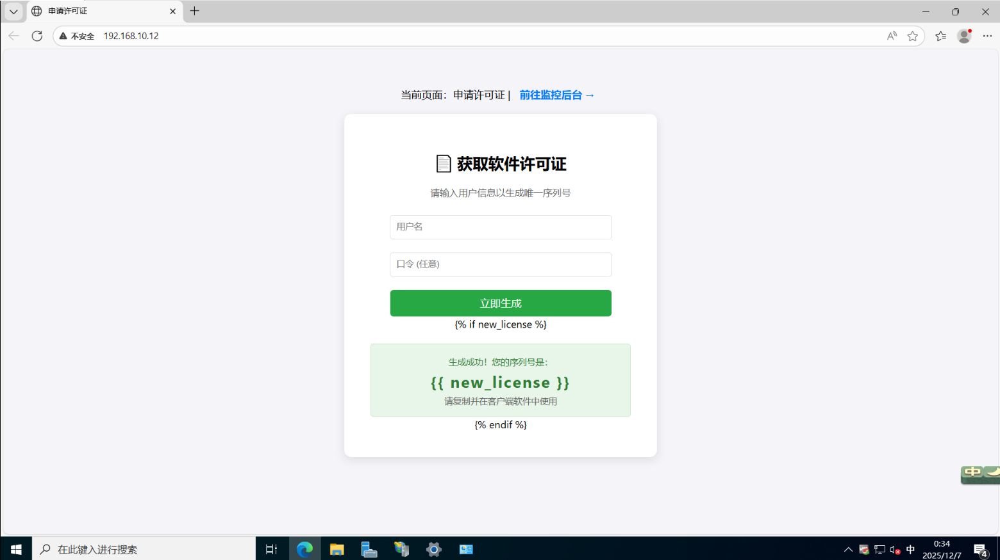 申请许可证
不安全
192.168.10.12
当前页面：申请许可证 | 前往监控后台 →
获取软件许可证
请输入用户信息以生成唯一序列号
用户名
口令 (任意)
立即生成
{% if new_license %}
生成成功！您的序列号是：
{{ new_license }}
请复制并在客户端软件中使用
{% endif %}
中
在此键入进行搜索
中
0:34
2025/12/7
4